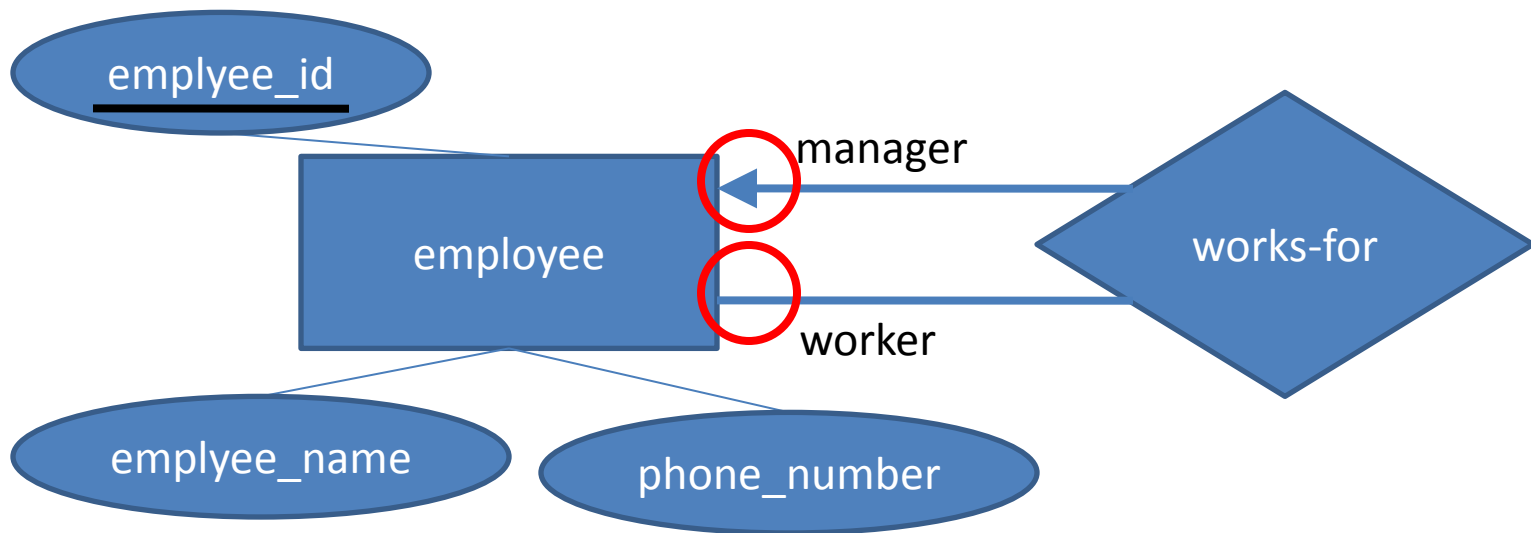 emplyee_id
manager
employee
works-for
worker
emplyee_name
phone_number